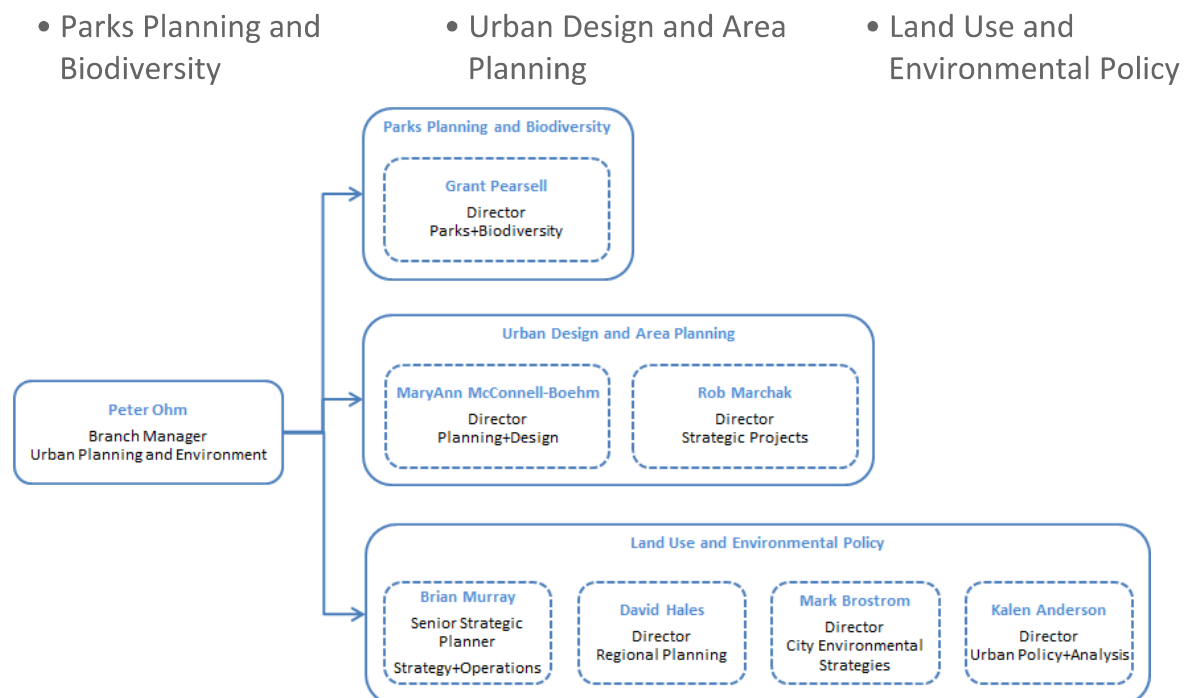 • Parks Planning and
Biodiversity
• Urban Design and Area
Planning
• Land Use and
Environmental Policy
Parks Planning and Biodiversity
Grant Pearsell
Director
Parks+Biodiversity
Urban Design and Area Planning
MaryAnn McConnell-Boehm
Director
Planning+Design
Rob Marchak
Director
Strategic Projects
Peter Ohm
Branch Manager
Urban Planning and Environment
Land Use and Environmental Policy
Brian Murray
Senior Strategic
Planner
Strategy+Operations
David Hales
Director
Regional Planning
Mark Brostrom
Director
City Environmental
Strategies
Kalen Anderson
Director
Urban Policy+Analysis